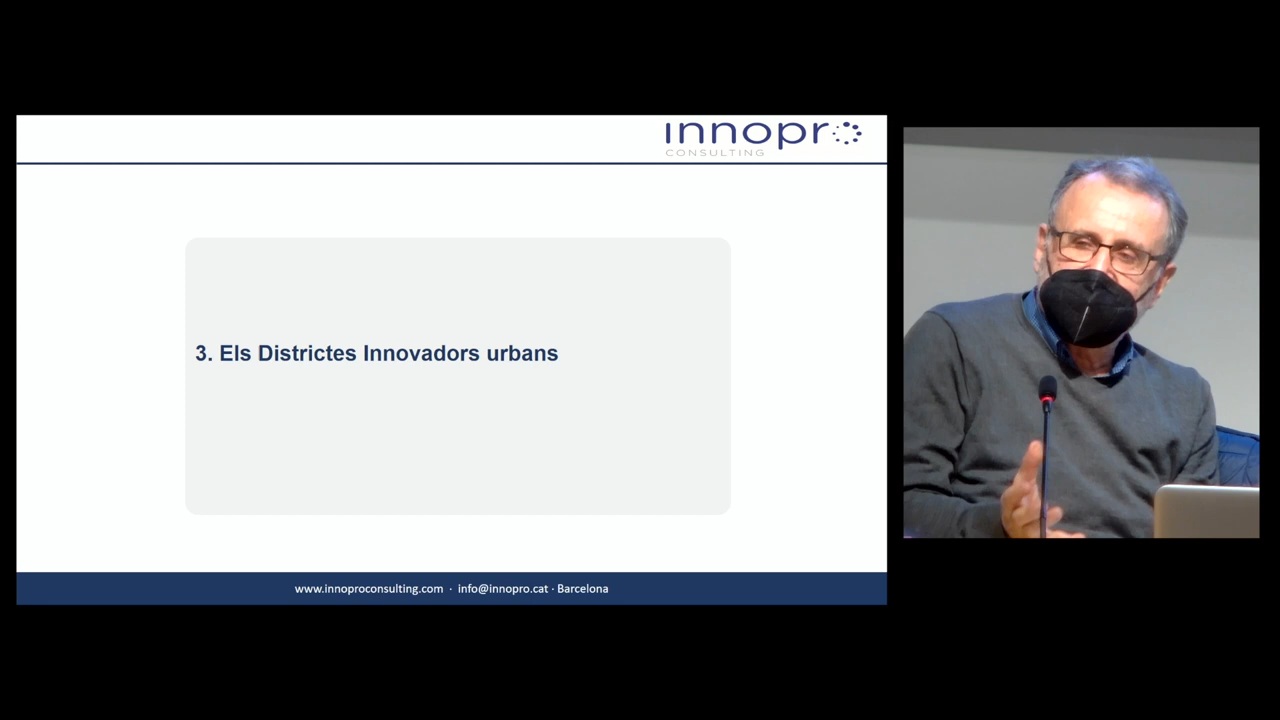 innopro
CONSULTING
3. Els Districtes Innovadors urbans
www.innoproconsulting.com · info@innopro.cat · Barcelona